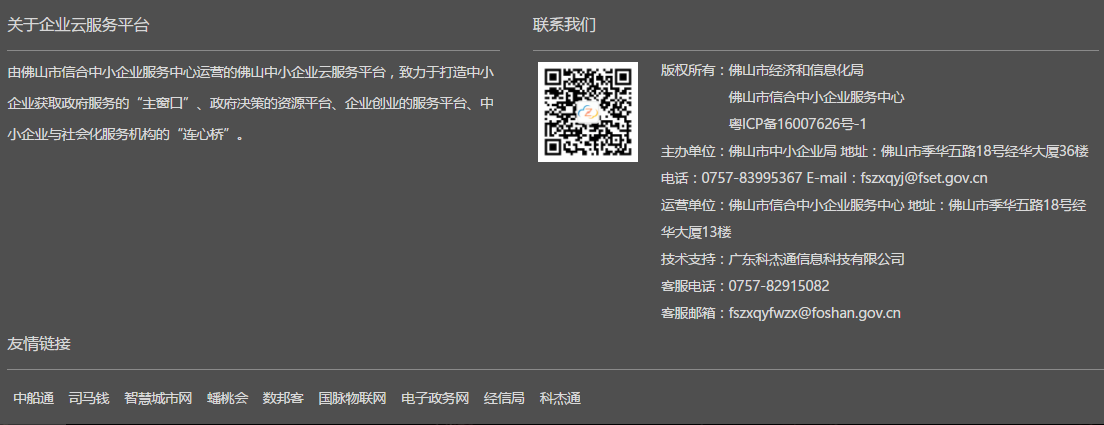 关于企业云服务平台
由佛山市信合中小企业服务中心运营的佛山中小企业云服务平台，致力于打造中小
企业获取政府服务的“主窗口”、政府决策的资源平台、企业创业的服务平台、中
小企业与社会化服务机构的“连心桥”。
联系我们
版权所有：佛山市经济和信息化局
佛山市信合中小企业服务中心
粤ICP备16007626号-1
主办单位：佛山市中小企业局 地址：佛山市季华五路18号经华大厦36楼
电话：0757-83995367 E-mail：fszxqyj@fset.gov.cn
运营单位：佛山市信合中小企业服务中心 地址：佛山市季华五路18号经
华大厦13楼
技术支持：广东科杰通信息科技有限公司
客服电话：0757-82915082
客服邮箱：fszxqyfwzx@foshan.gov.cn
友情链接
中船通 司马钱 智慧城市网 蟠桃会 数邦客 国脉物联网 电子政务网 经信局 科杰通